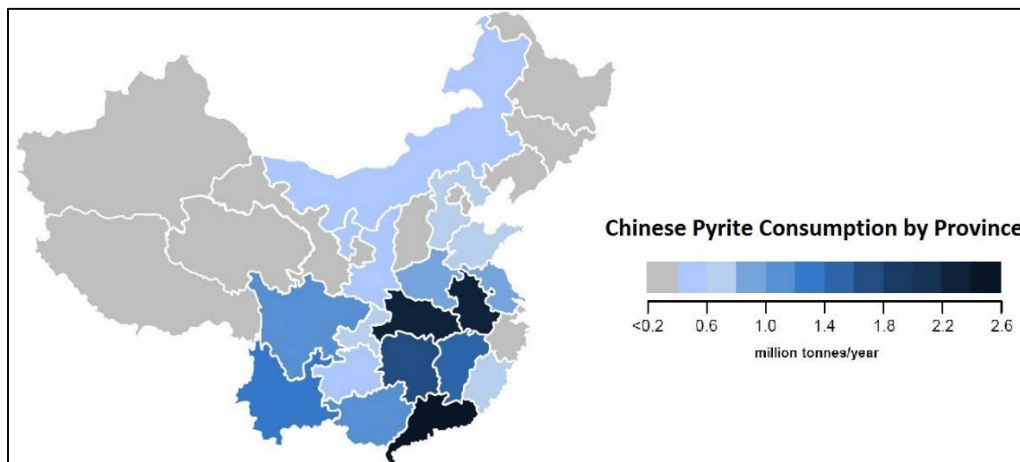 Chinese Pyrite Consumption by Province
<0.2 0.6 1.0 1.4 1.8 2.2 2.6
million tonnes/year